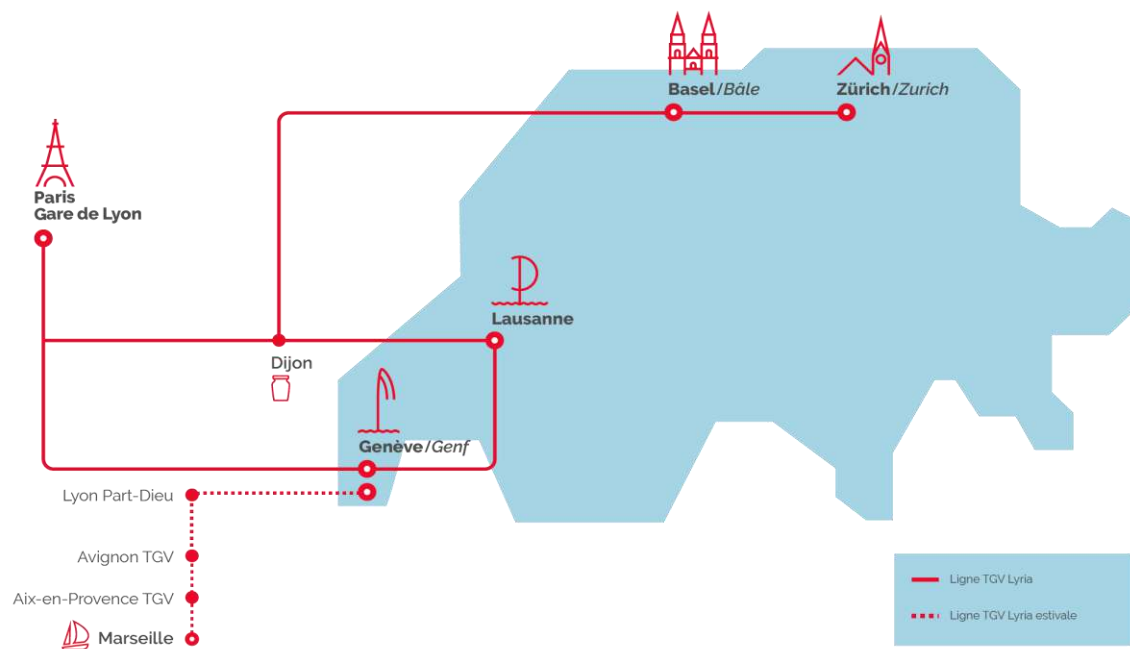 Basel/Bâle
Zürich/Zurich
Paris
Gare de Lyon
Lausanne
Dijon
Genève/Genf
Lyon Part-Dieu
Avignon TGV
Aix-en-Provence TGV
Marseille
Ligne TGV Lyria
Ligne TGV Lyria estivale